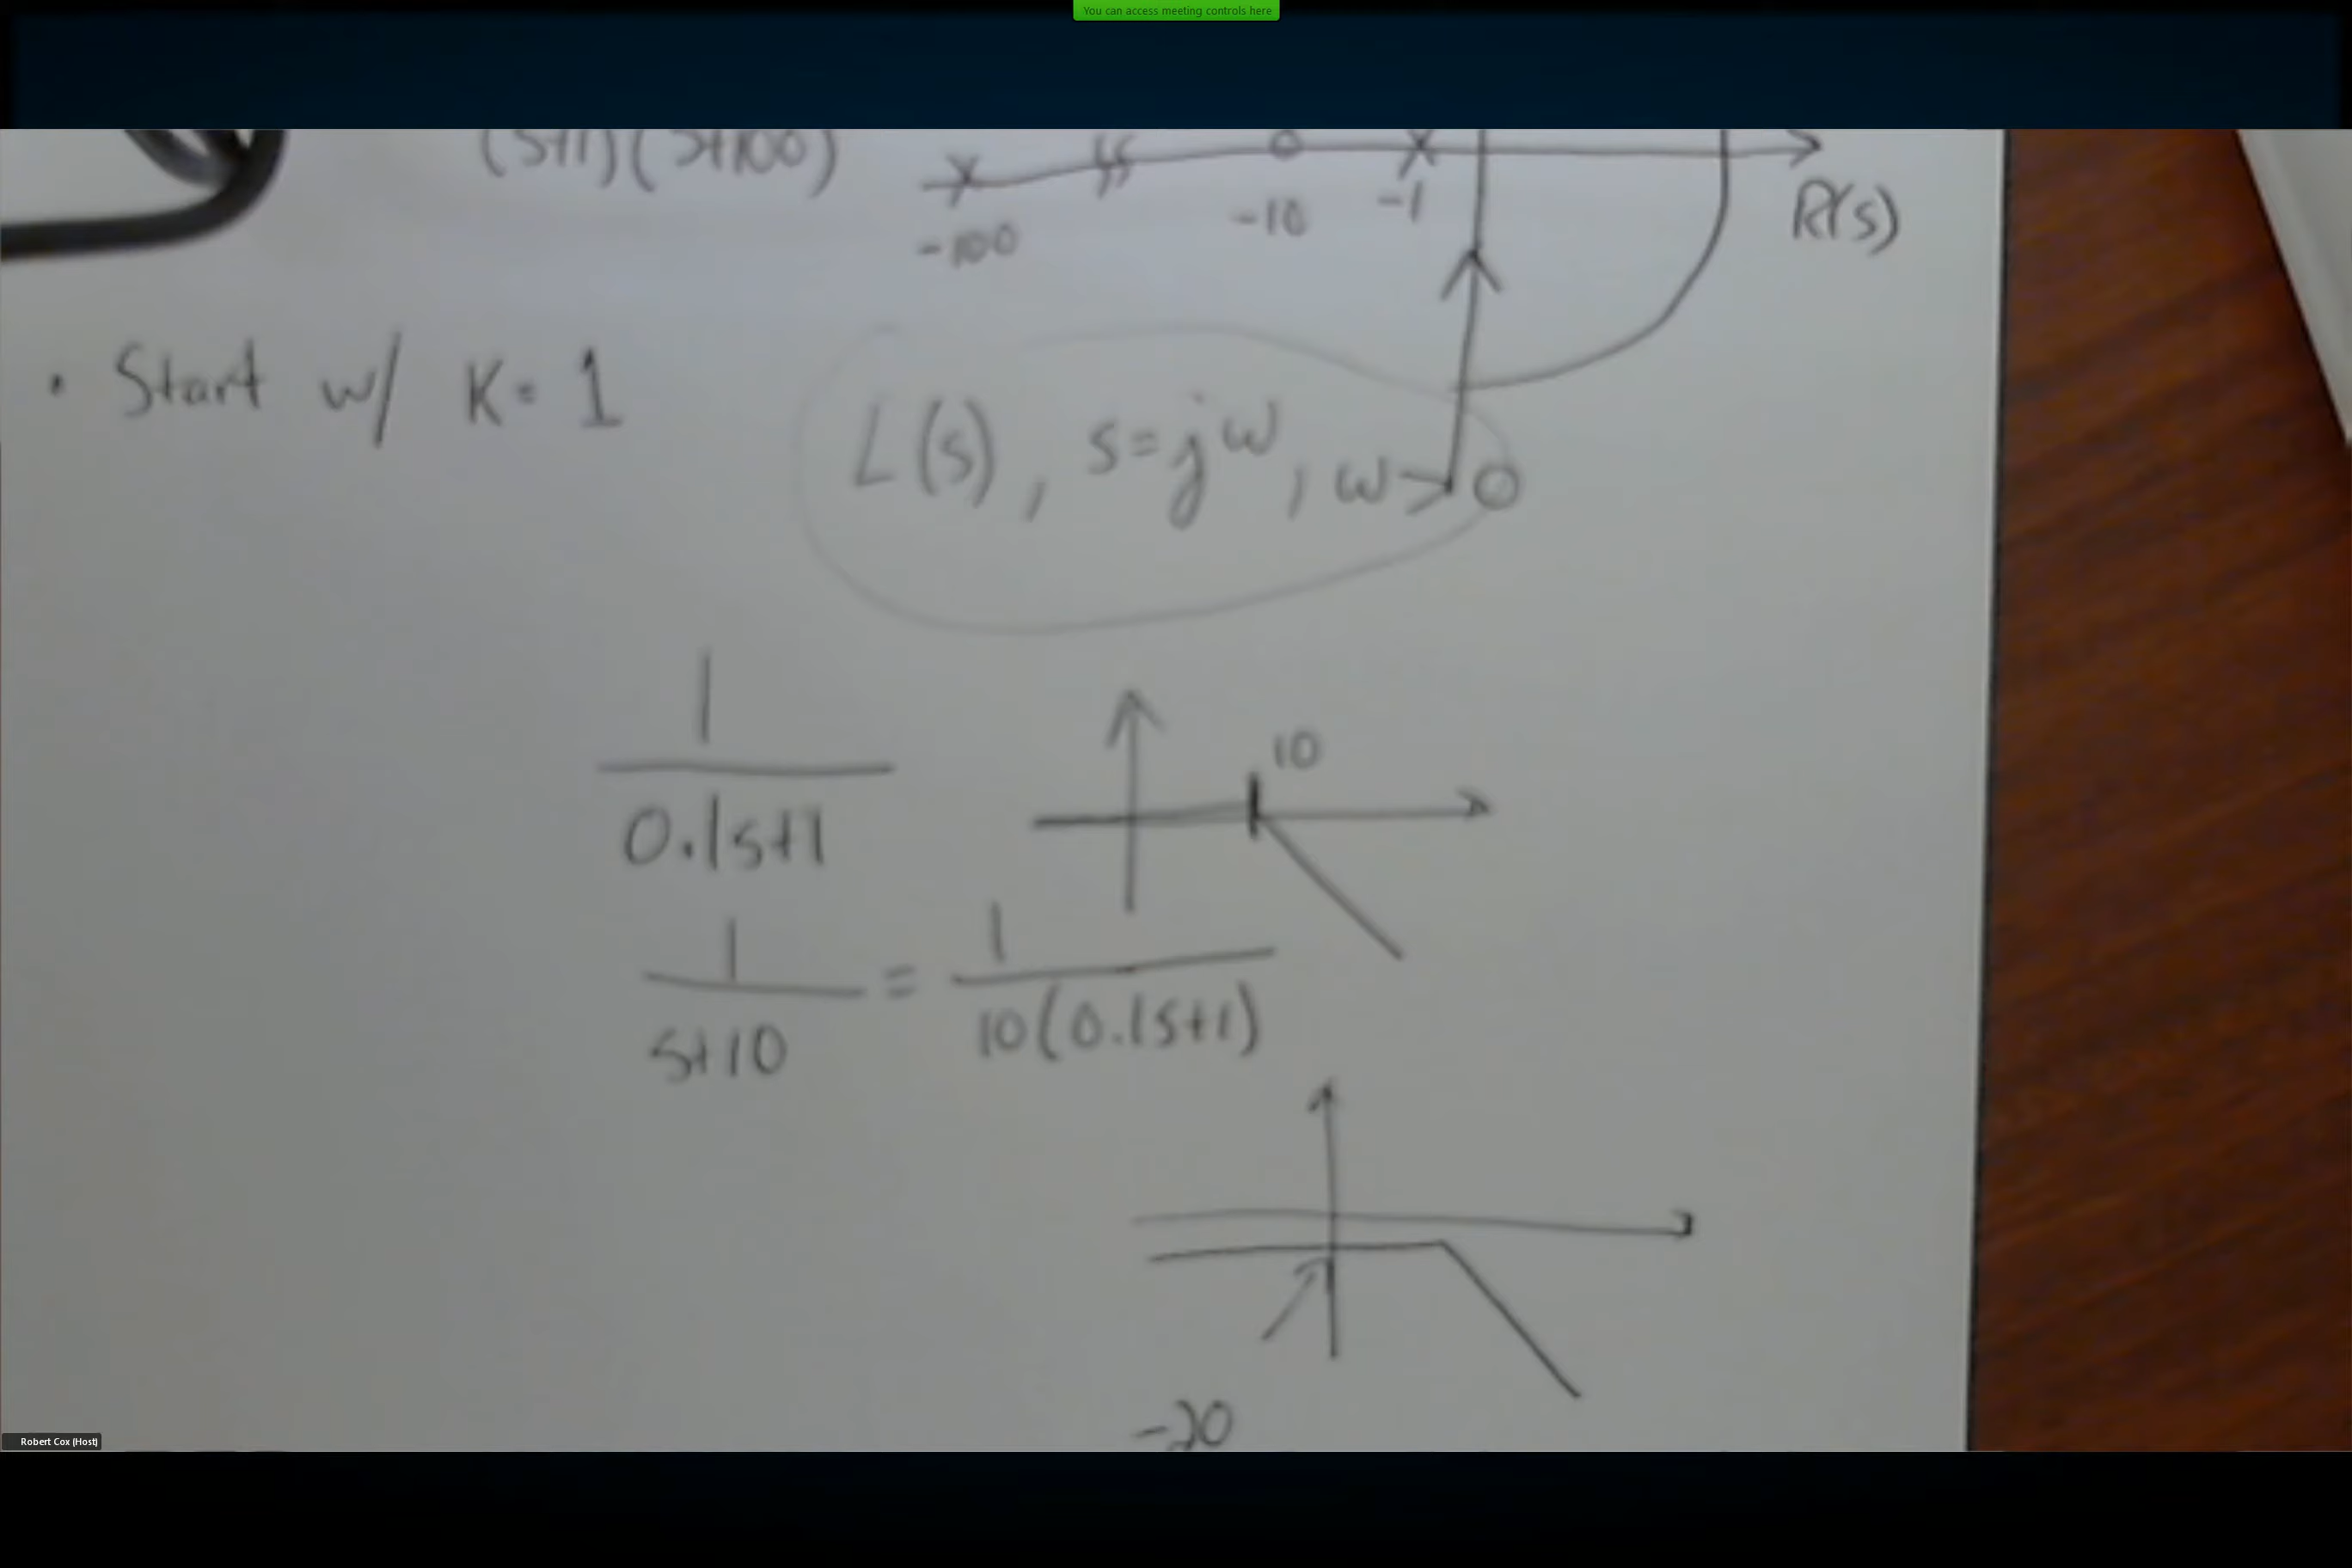 You can access meeting controls here
(s+1)(s+100)
-100
-10
-1
R(s)
• Start w/ K = 1
L(s), s=jω, ω>0
1
0.1s+1
10
1
s+10
=
1
10(0.1s+1)
-20
Robert Cox (Host)